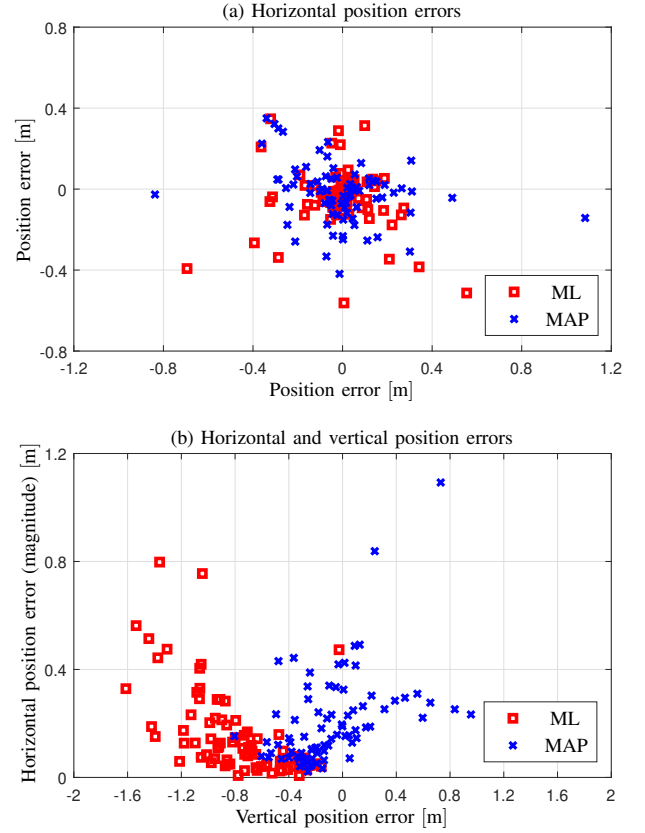 (a) Horizontal position errors
0.8
0.4
0
-0.4
-0.8
Position error [m]
ML
MAP
-1.2 -0.8 -0.4 0 0.4 0.8 1.2
Position error [m]
(b) Horizontal and vertical position errors
1.2
0.8
0.4
0
Horizontal position error (magnitude) [m]
ML
MAP
-2 -1.6 -1.2 -0.8 -0.4 0 0.4 0.8 1.2 1.6 2
Vertical position error [m]